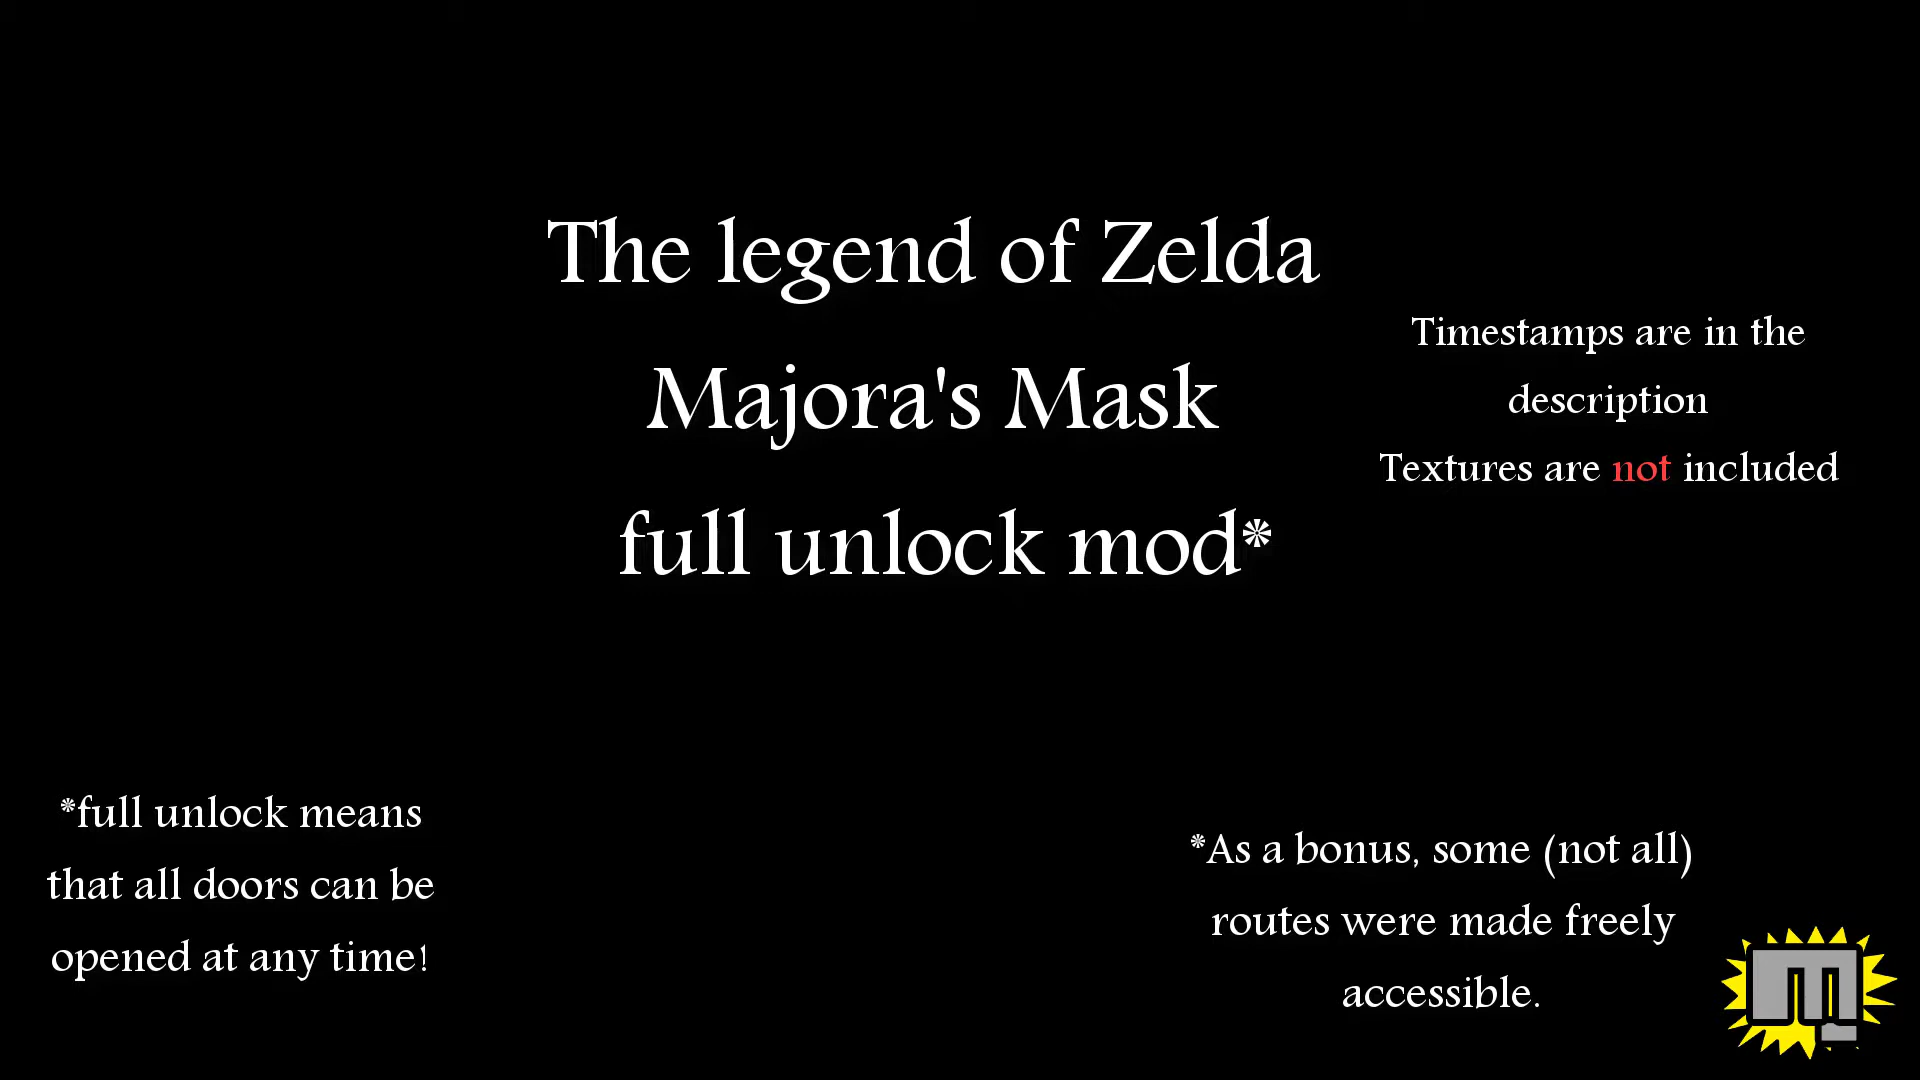 The legend of Zelda
Majora's Mask
full unlock mod*
Timestamps are in the
description
Textures are not included
*full unlock means
that all doors can be
opened at any time!
*As a bonus, some (not all)
routes were made freely
accessible.